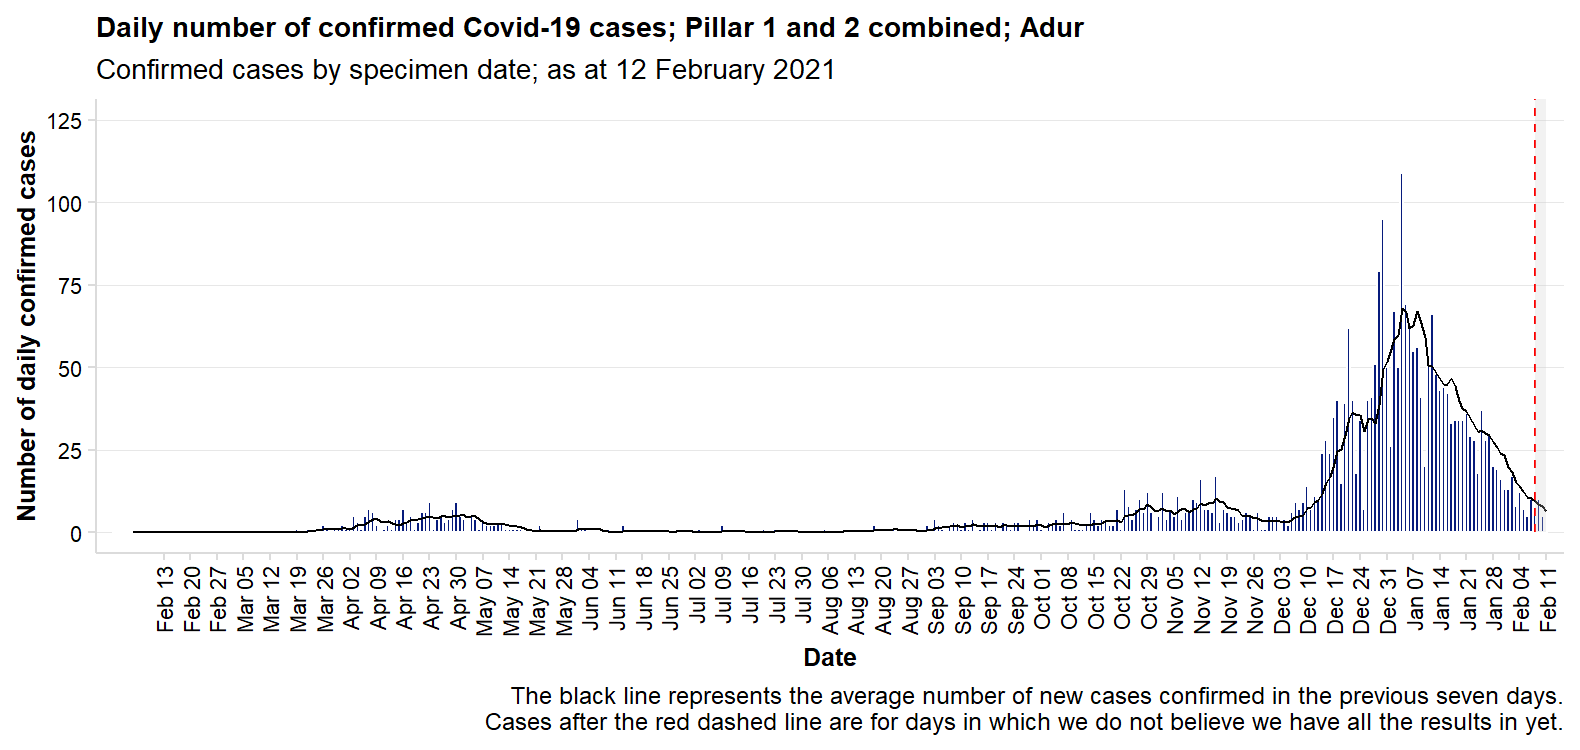 Daily number of confirmed Covid-19 cases; Pillar 1 and 2 combined; Adur
Confirmed cases by specimen date; as at 12 February 2021
Number of daily confirmed cases
125
100
75
50
25
0
Feb 13
Feb 20
Feb 27
Mar 05
Mar 12
Mar 19
Mar 26
Apr 02
Apr 09
Apr 16
Apr 23
Apr 30
May 07
May 14
May 21
May 28
Jun 04
Jun 11
Jun 18
Jun 25
Jul 02
Jul 09
Jul 16
Jul 23
Jul 30
Aug 06
Aug 13
Aug 20
Aug 27
Sep 03
Sep 10
Sep 17
Sep 24
Oct 01
Oct 08
Oct 15
Oct 22
Oct 29
Nov 05
Nov 12
Nov 19
Nov 26
Dec 03
Dec 10
Dec 17
Dec 24
Dec 31
Jan 07
Jan 14
Jan 21
Jan 28
Feb 04
Feb 11
Date
The black line represents the average number of new cases confirmed in the previous seven days.
Cases after the red dashed line are for days in which we do not believe we have all the results in yet.